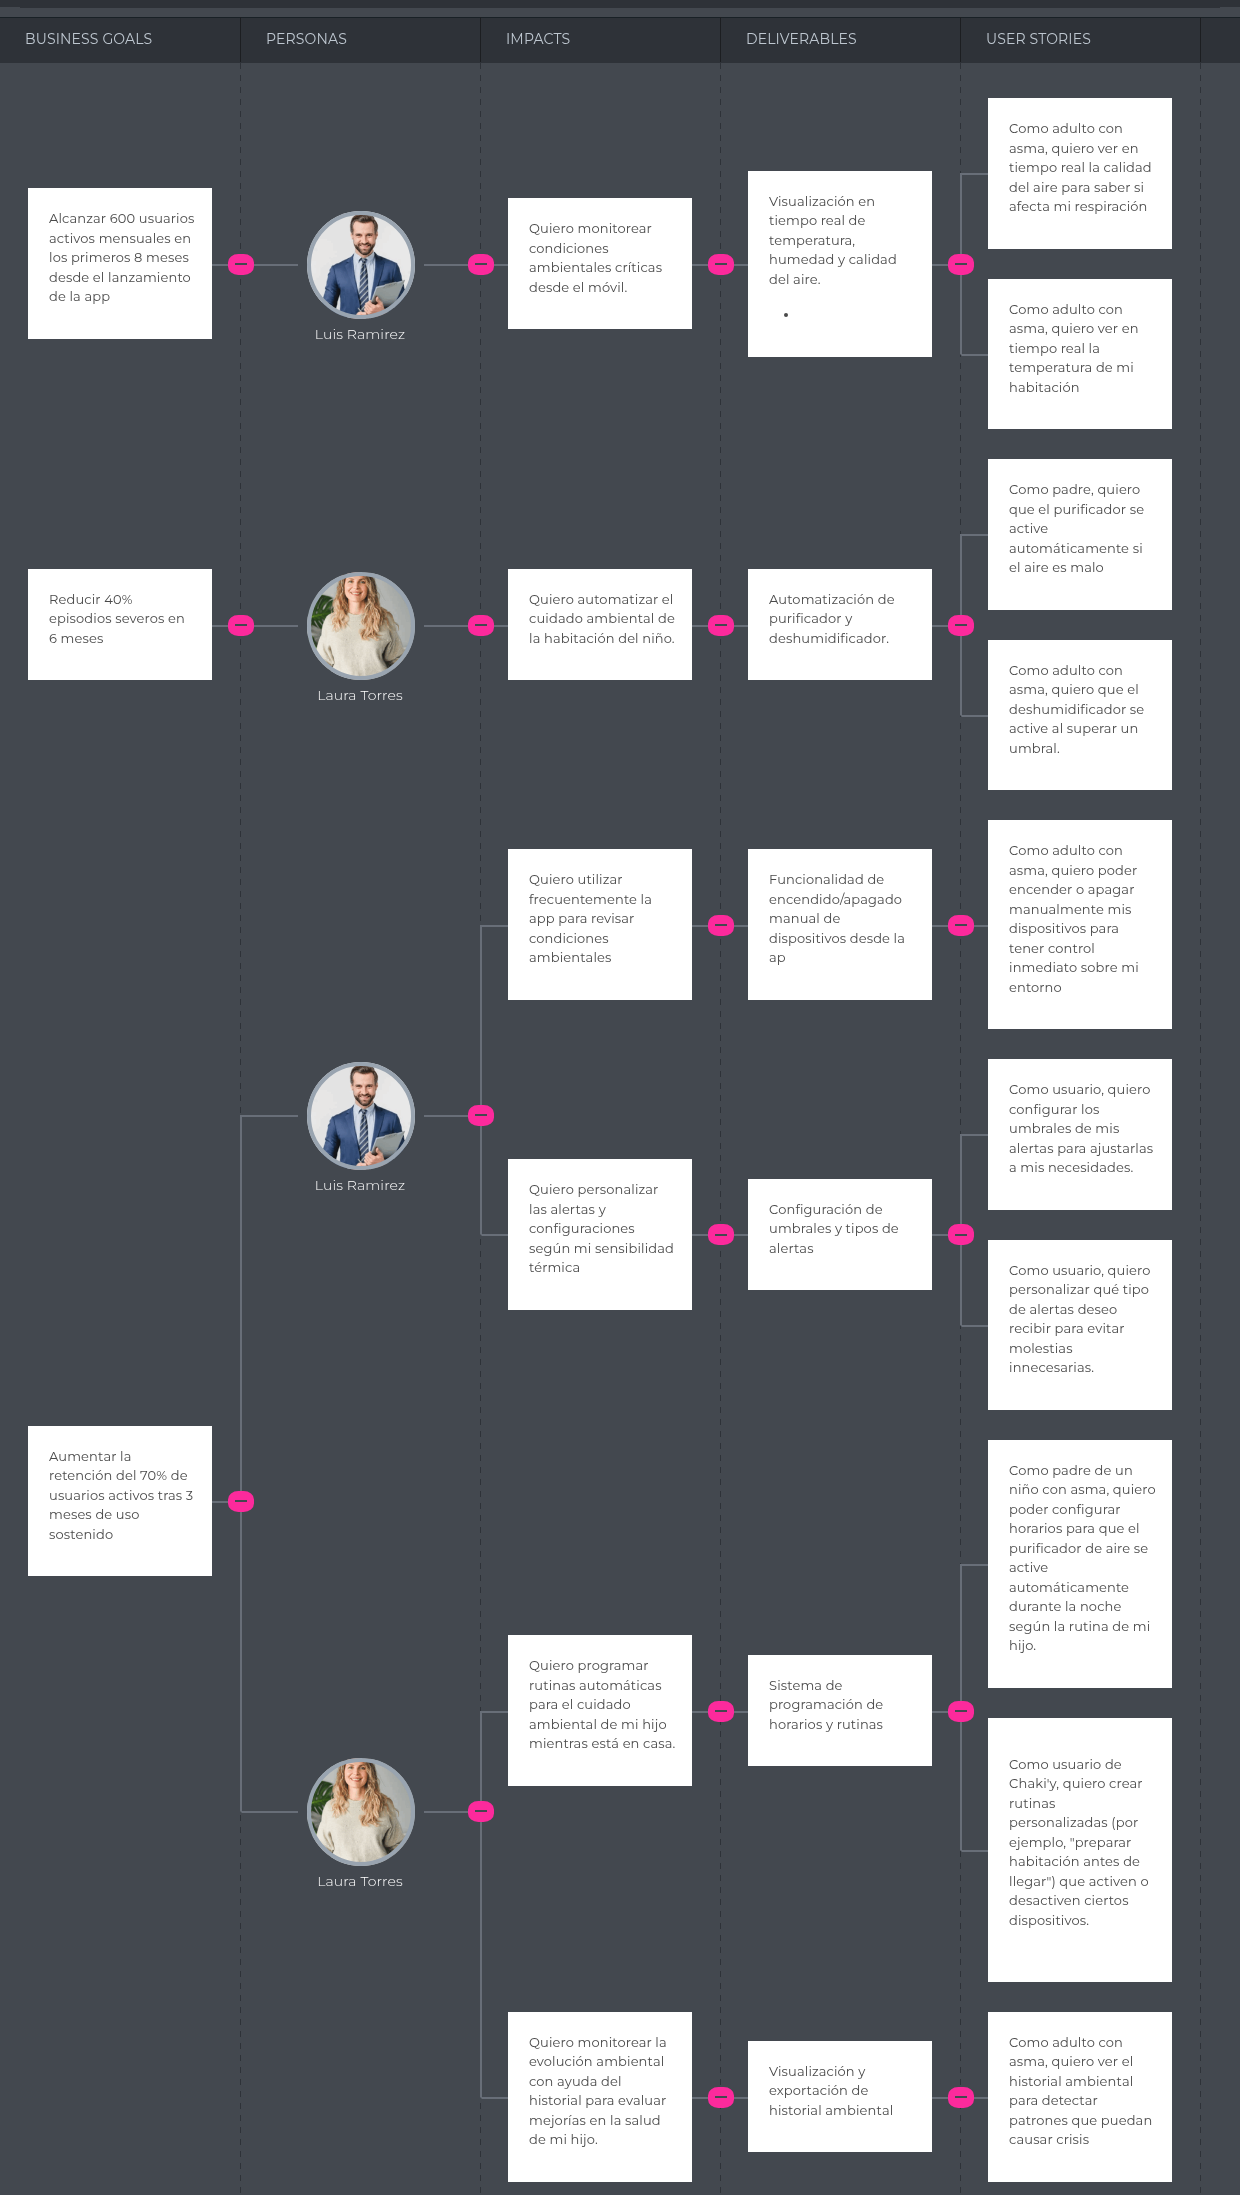 BUSINESS GOALS
PERSONAS
IMPACTS
DELIVERABLES
USER STORIES
Alcanzar 600 usuarios
activos mensuales en
los primeros 8 meses
desde el lanzamiento
de la app
Luis Ramirez
Quiero monitorear
condiciones
ambientales críticas
desde el móvil.
Visualización en
tiempo real de
temperatura,
humedad y calidad
del aire.
•
Como adulto con
asma, quiero ver en
tiempo real la calidad
del aire para saber si
afecta mi respiración
Como adulto con
asma, quiero ver en
tiempo real la
temperatura de mi
habitación
Reducir 40%
episodios severos en
6 meses
Laura Torres
Quiero automatizar el
cuidado ambiental de
la habitación del niño.
Automatización de
purificador y
deshumidificador.
Como padre, quiero
que el purificador se
active
automáticamente si
el aire es malo
Como adulto con
asma, quiero que el
deshumidificador se
active al superar un
umbral.
Aumentar la
retención del 70% de
usuarios activos tras 3
meses de uso
sostenido
Luis Ramirez
Quiero utilizar
frecuentemente la
app para revisar
condiciones
ambientales
Funcionalidad de
encendido/apagado
manual de
dispositivos desde la
ap
Como adulto con
asma, quiero poder
encender o apagar
manualmente mis
dispositivos para
tener control
inmediato sobre mi
entorno
Quiero personalizar
las alertas y
configuraciones
según mi sensibilidad
térmica
Configuración de
umbrales y tipos de
alertas
Como usuario, quiero
configurar los
umbrales de mis
alertas para ajustarlas
a mis necesidades.
Como usuario, quiero
personalizar qué tipo
de alertas deseo
recibir para evitar
molestias
innecesarias.
Laura Torres
Quiero programar
rutinas automáticas
para el cuidado
ambiental de mi hijo
mientras está en casa.
Sistema de
programación de
horarios y rutinas
Como padre de un
niño con asma, quiero
poder configurar
horarios para que el
purificador de aire se
active
automáticamente
durante la noche
según la rutina de mi
hijo.
Como usuario de
Chaki'y, quiero crear
rutinas
personalizadas (por
ejemplo, "preparar
habitación antes de
llegar") que activen o
desactiven ciertos
dispositivos.
Quiero monitorear la
evolución ambiental
con ayuda del
historial para evaluar
mejorías en la salud
de mi hijo.
Visualización y
exportación de
historial ambiental
Como adulto con
asma, quiero ver el
historial ambiental
para detectar
patrones que puedan
causar crisis